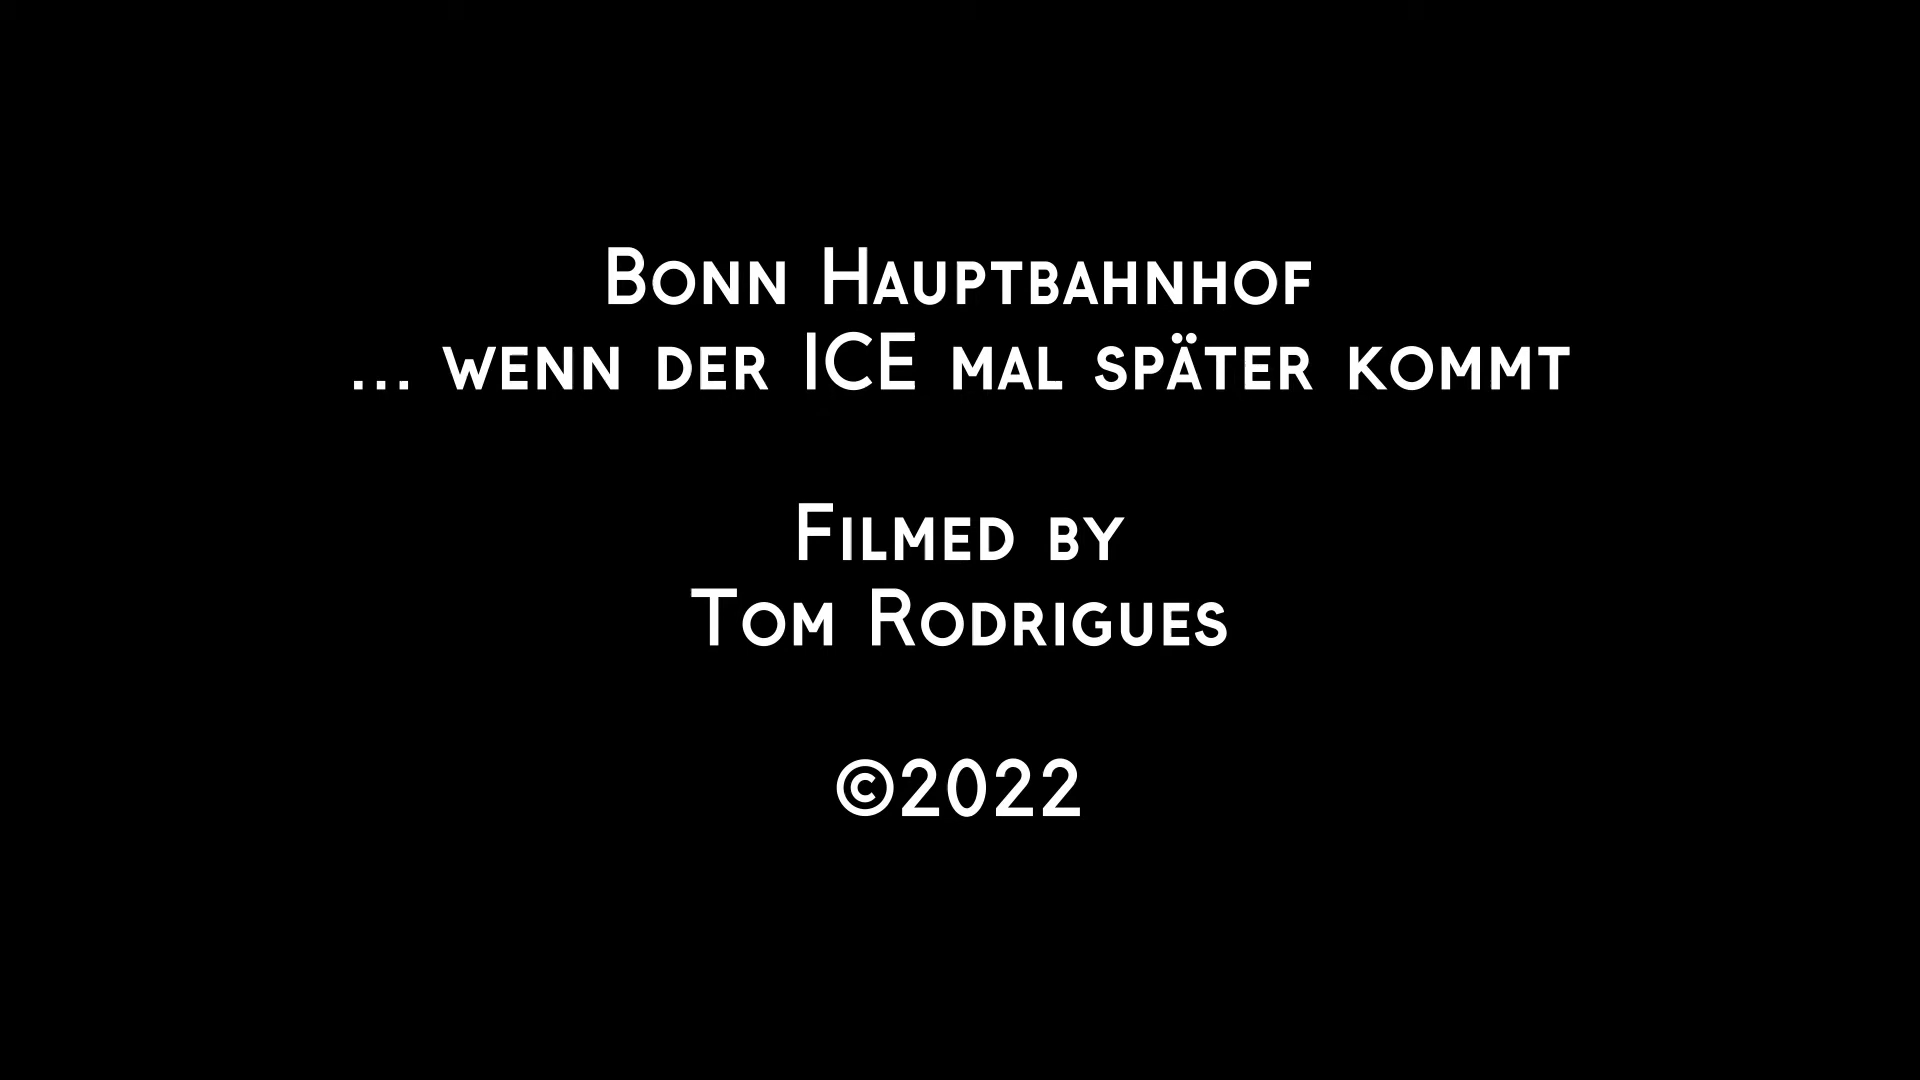 Bonn Hauptbahnhof
... wenn der ICE mal später kommt
Filmed by
Tom Rodrigues
©2022